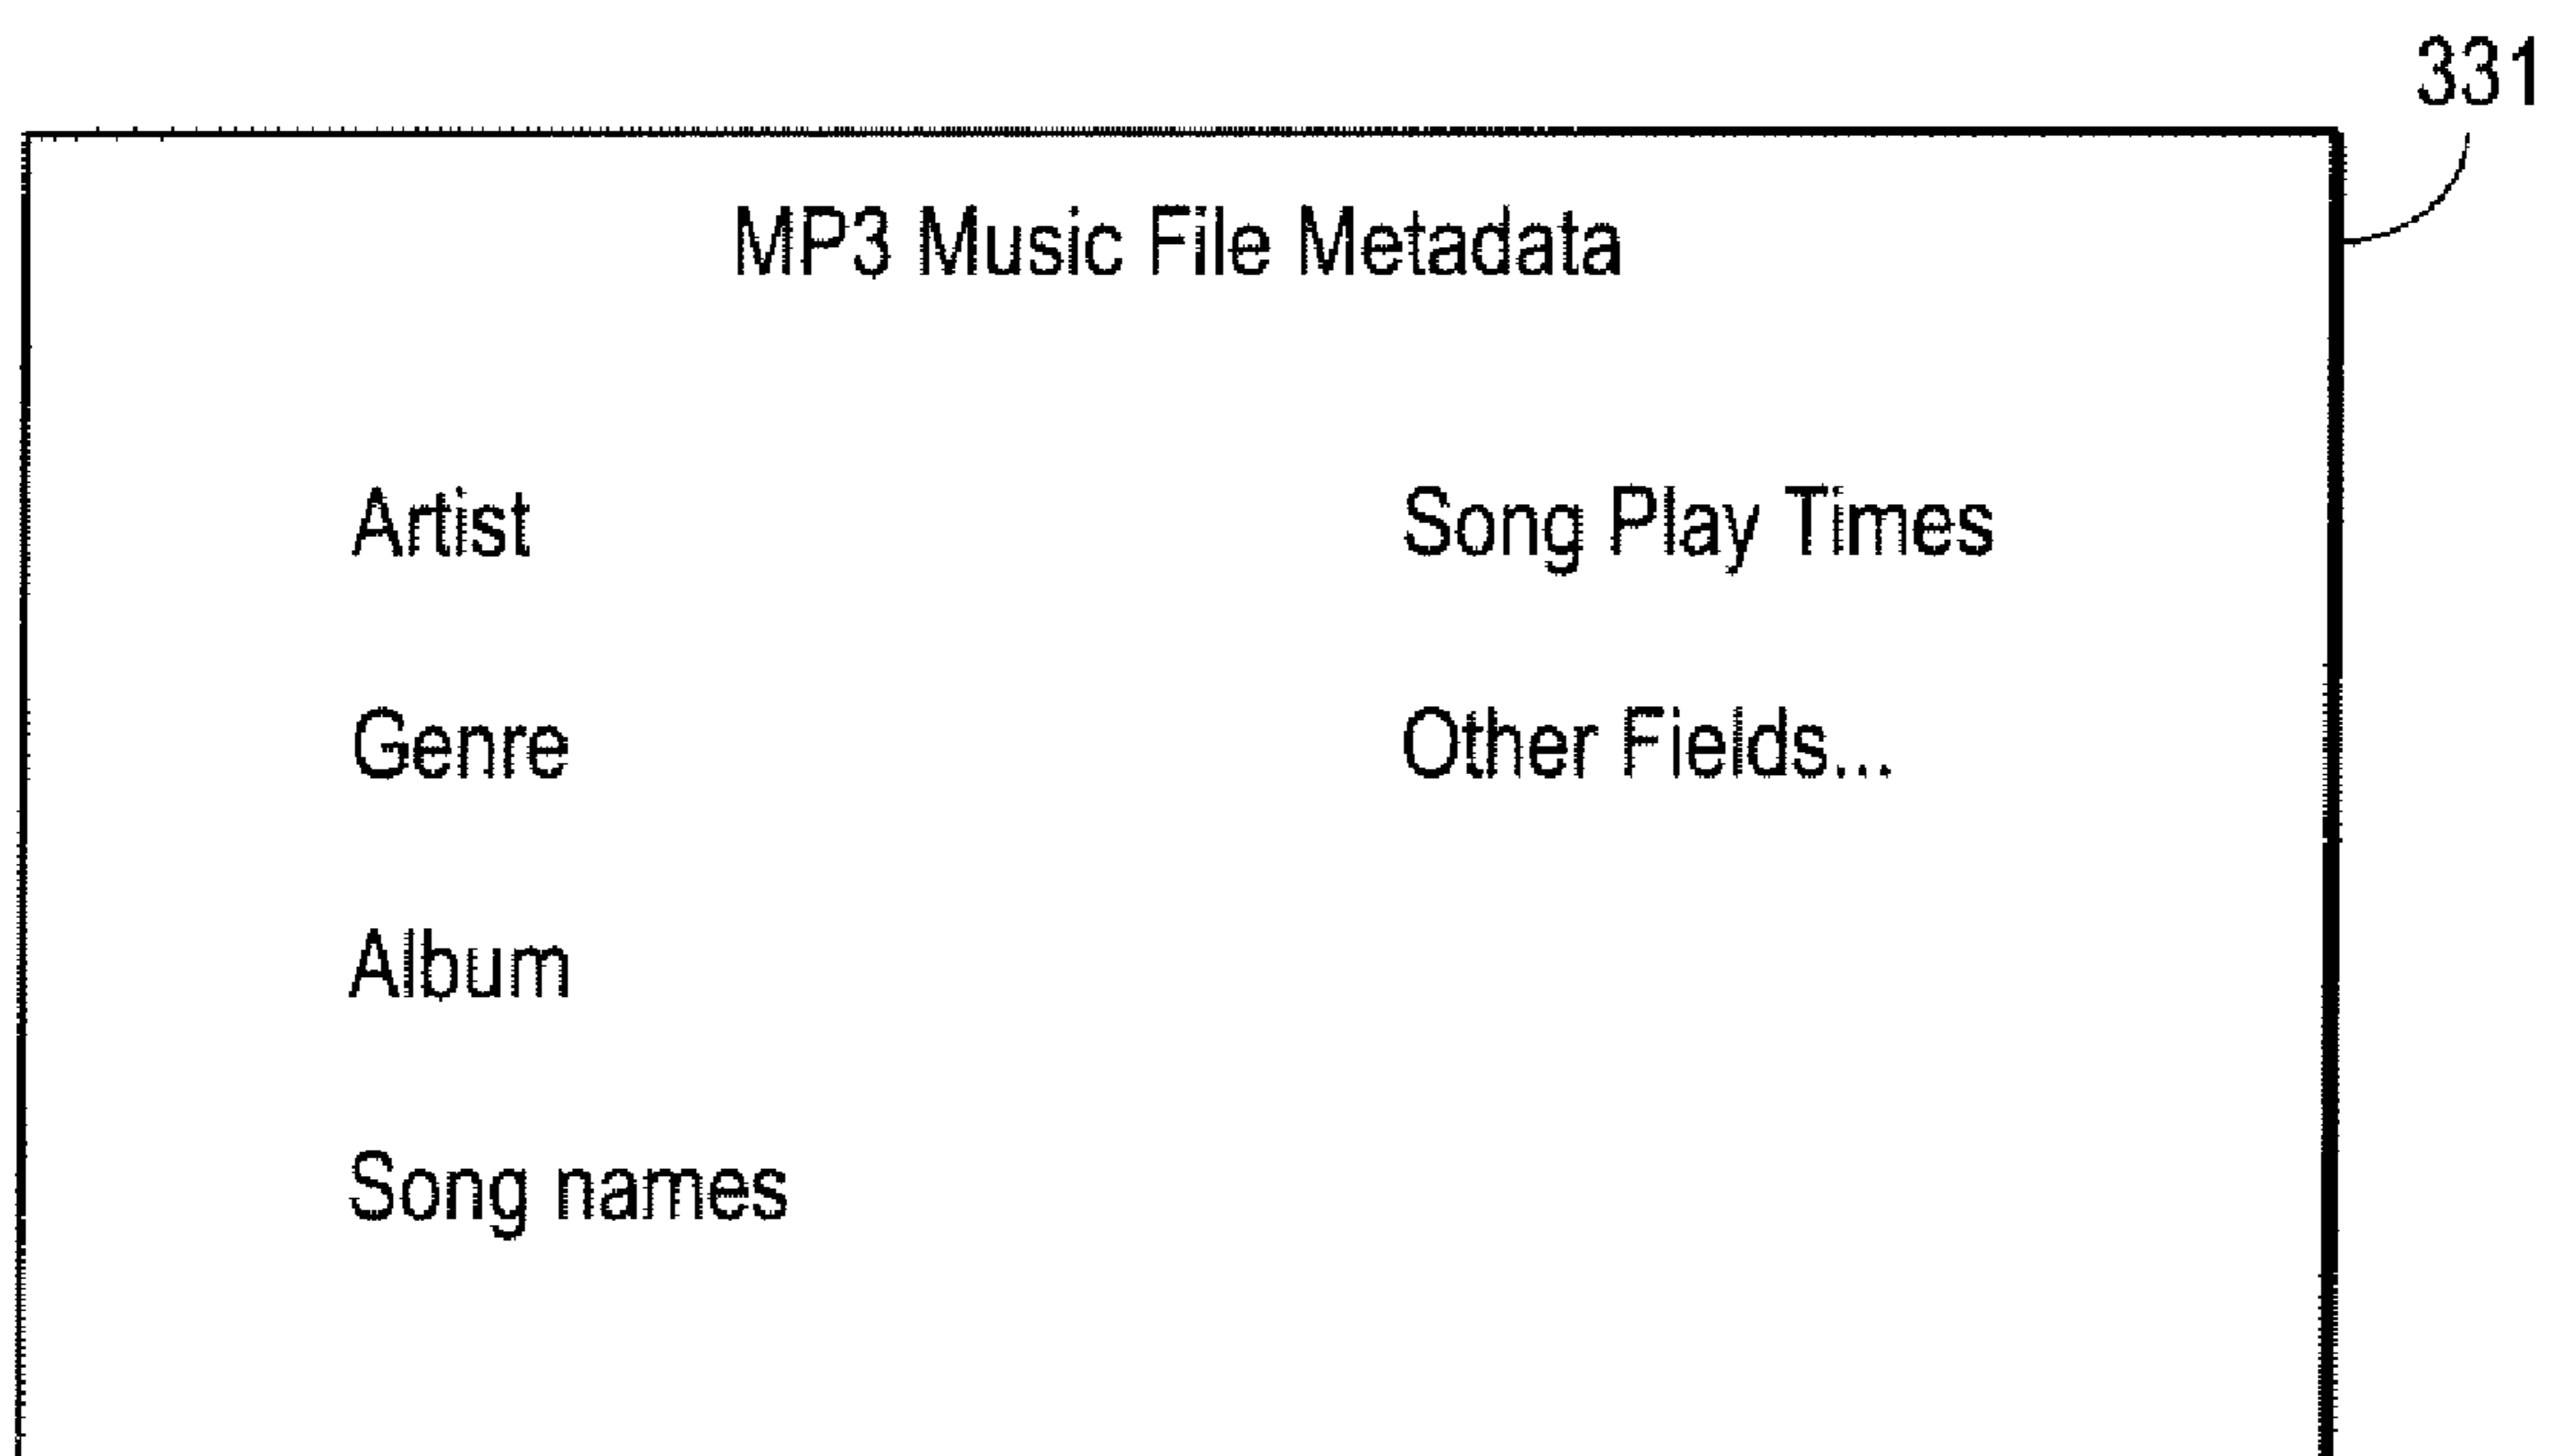 331
MP3 Music File Metadata
Artist
Song Play Times
Genre
Other Fields...
Album
Song names